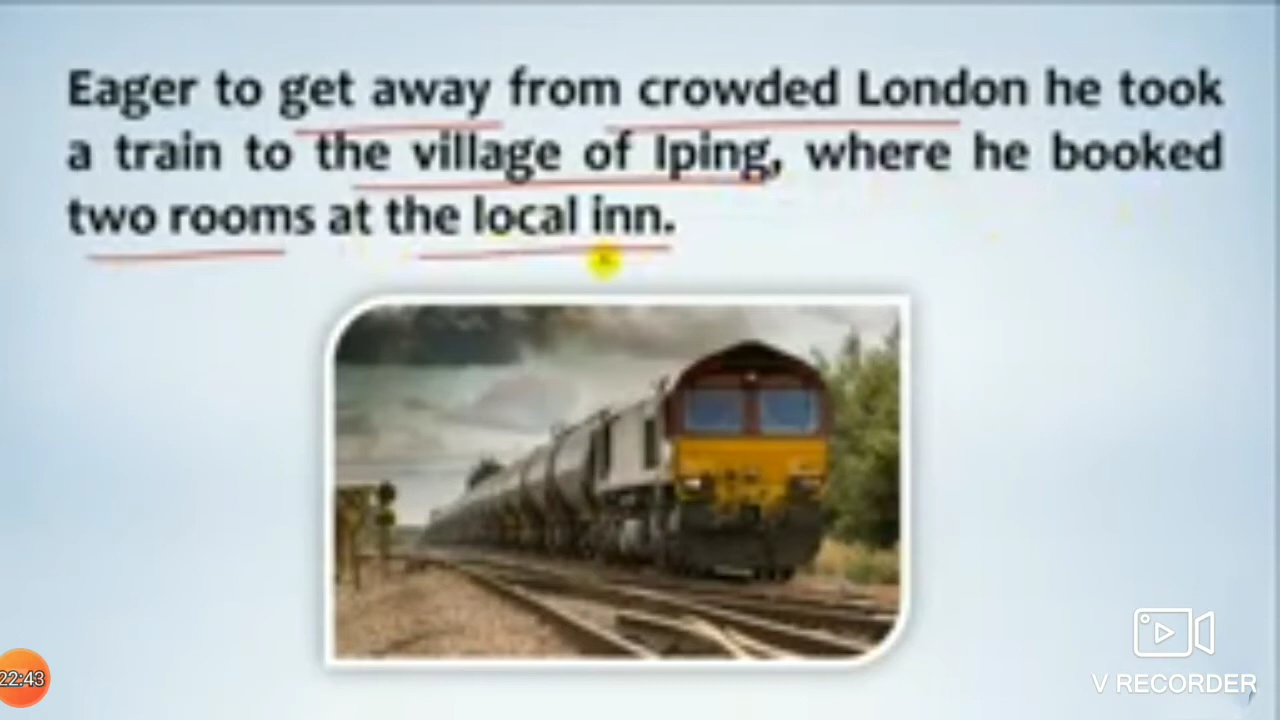 Eager to get away from crowded London he took
a train to the village of Iping, where he booked
two rooms at the local inn.
22:43
V RECORDER